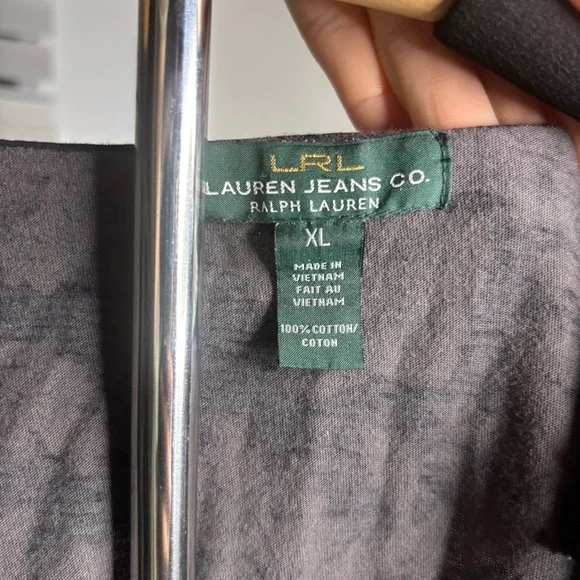 LRL
LAUREN JEANS CO.
RALPH LAUREN
XL
MADE IN
VIETNAM
FAIT AU
VIETNAM
100% COTTON/
COTON